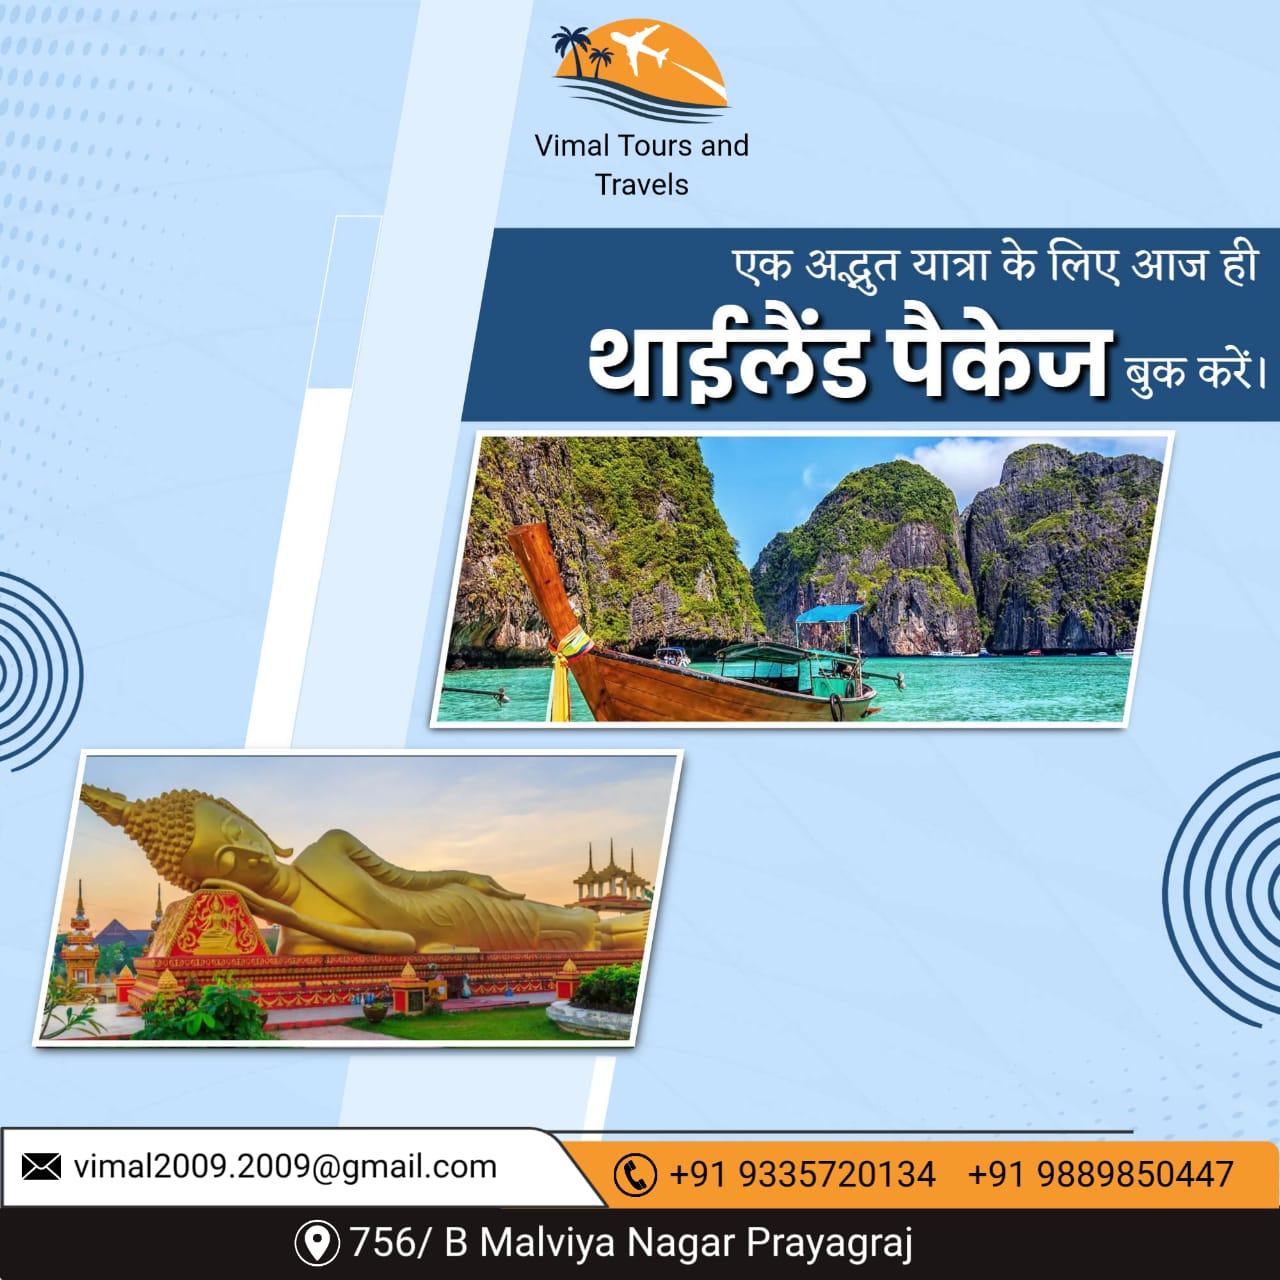 Vimal Tours and
Travels
एक अद्भुत यात्रा के लिए आज ही
थाईलैंड पैकेज बुक करें।
vimal2009.2009@gmail.com
+91 9335720134 +91 9889850447
756/ B Malviya Nagar Prayagraj